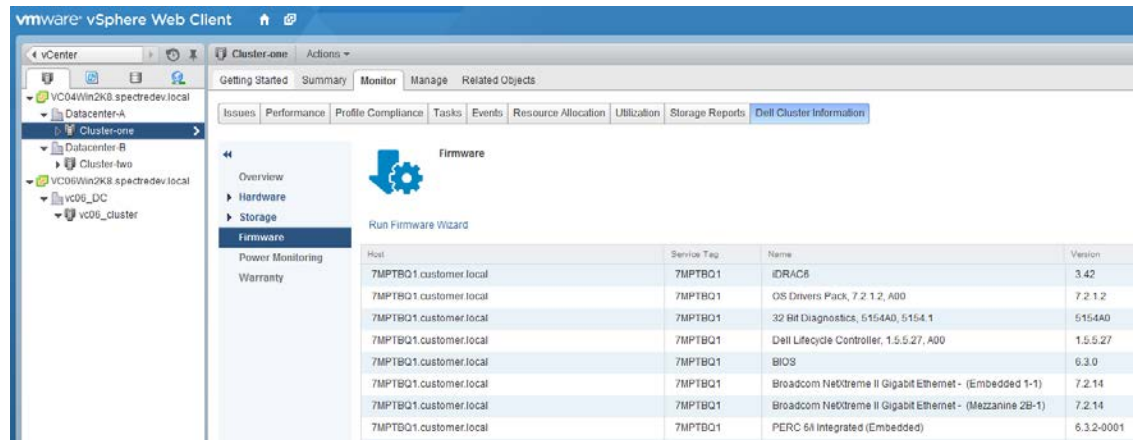 vmware® vSphere Web Client
vCenter
Cluster-one Actions
Getting Started Summary Monitor Manage Related Objects
VC04Win2K8.spectredev.local
Datacenter-A
Cluster-one
Datacenter-B
Cluster-two
VC06Win2K8.spectredev.local
vc06_DC
vc06_cluster
Issues Performance Profile Compliance Tasks Events Resource Allocation Utilization Storage Reports Dell Cluster Information
Overview
Hardware
Storage
Firmware
Power Monitoring
Warranty
Firmware
Run Firmware Wizard
Host Service Tag Name Version
7MPTBQ1.customer.local 7MPTBQ1 iDRAC6 3.42
7MPTBQ1.customer.local 7MPTBQ1 OS Drivers Pack, 7.2.1.2, A00 7.2.1.2
7MPTBQ1.customer.local 7MPTBQ1 32 Bit Diagnostics, 5154A0, 5154.1 5154A0
7MPTBQ1.customer.local 7MPTBQ1 Dell Lifecycle Controller, 1.5.5.27, A00 1.5.5.27
7MPTBQ1.customer.local 7MPTBQ1 BIOS 6.3.0
7MPTBQ1.customer.local 7MPTBQ1 Broadcom NetXtreme II Gigabit Ethernet - (Embedded 1-1) 7.2.14
7MPTBQ1.customer.local 7MPTBQ1 Broadcom NetXtreme II Gigabit Ethernet - (Mezzanine 2B-1) 7.2.14
7MPTBQ1.customer.local 7MPTBQ1 PERC 6/i Integrated (Embedded) 6.3.2-0001